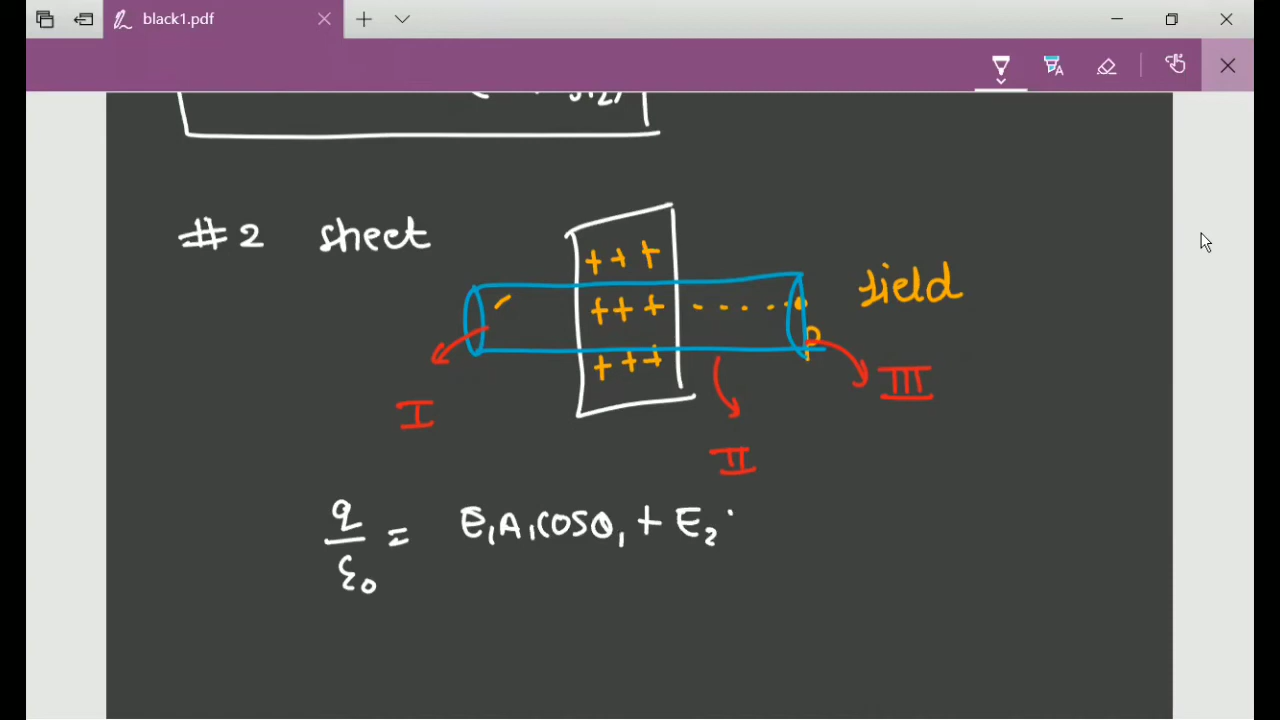 black1.pdf
#2 sheet
+ + +
+ + +
+ + +
field
P
I
II
III
q/ε₀ = E₁A₁cosθ₁ + E₂